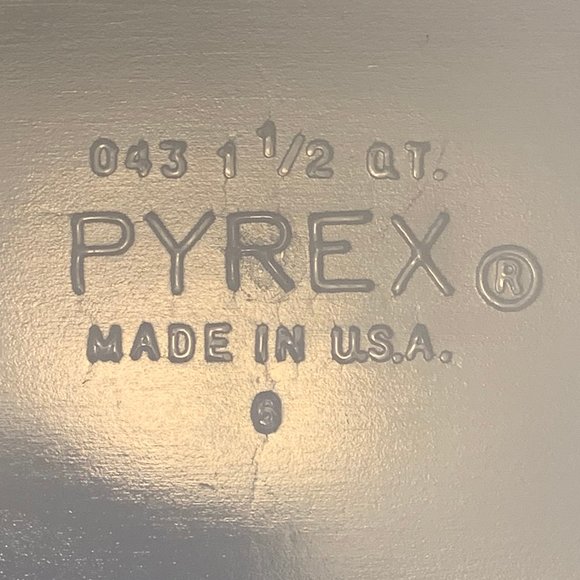 043 1 1/2 QT.
PYREX ®
MADE IN U.S.A.
6